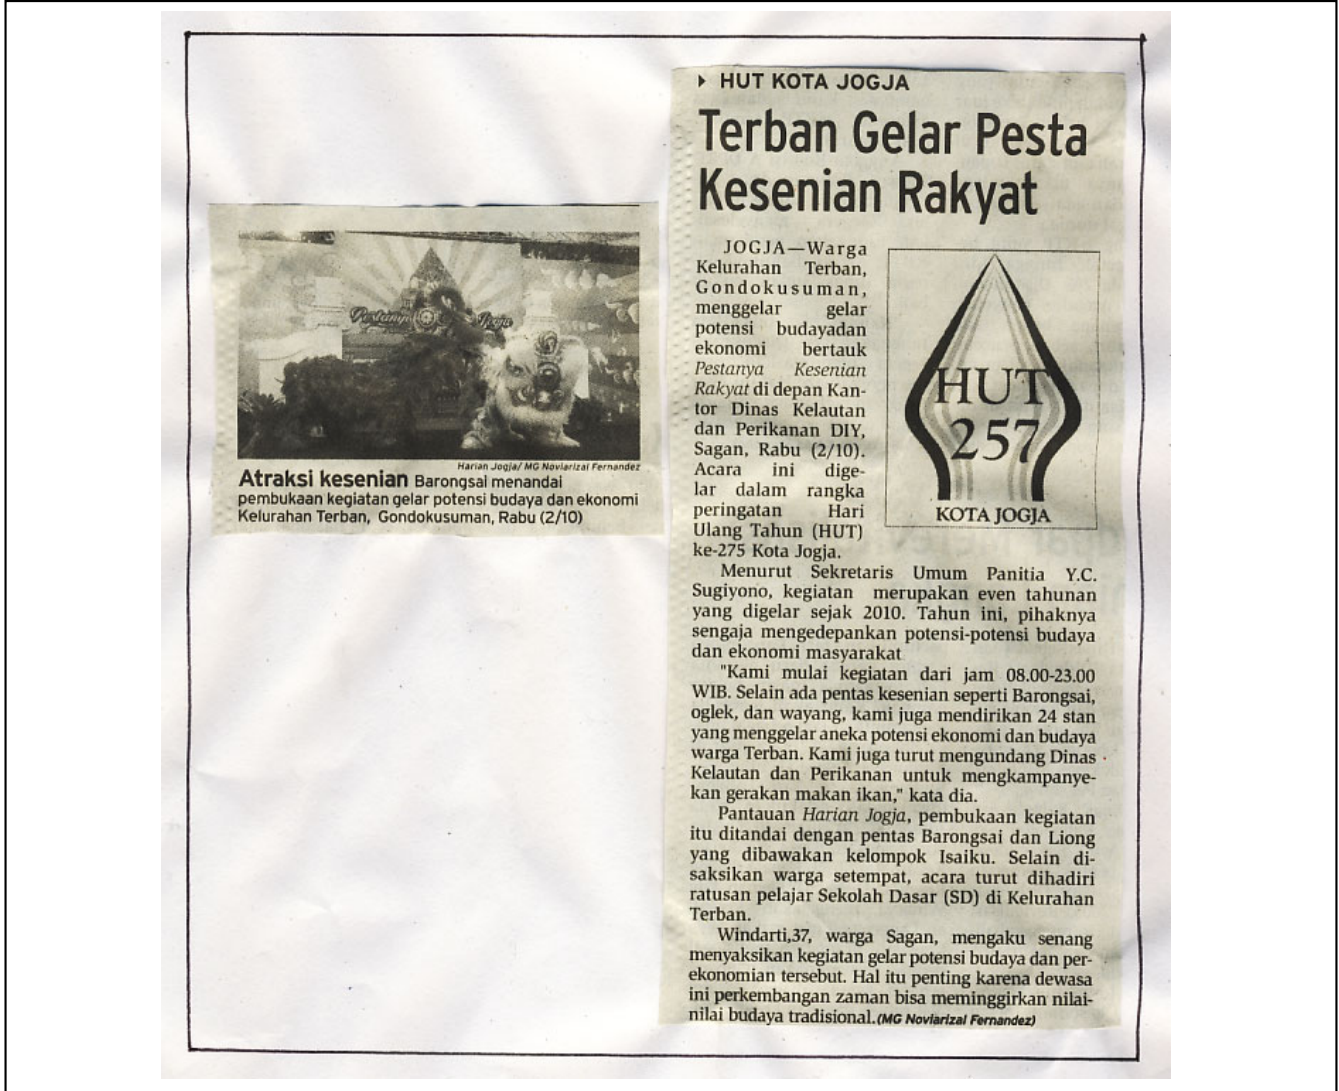 HUT KOTA JOGJA
Terban Gelar Pesta
Kesenian Rakyat
JOGJA—Warga
Kelurahan Terban,
Gondokusuman,
menggelar gelar
potensi budayadan
ekonomi bertauk
Pestanya Kesenian
Rakyat di depan Kan-
tor Dinas Kelautan
dan Perikanan DIY,
Sagan, Rabu (2/10).
Acara ini dige-
lar dalam rangka
peringatan Hari
Ulang Tahun (HUT)
ke-275 Kota Jogja.
HUT
257
KOTA JOGJA
Menurut Sekretaris Umum Panitia Y.C.
Sugiyono, kegiatan merupakan even tahunan
yang digelar sejak 2010. Tahun ini, pihaknya
sengaja mengedepankan potensi-potensi budaya
dan ekonomi masyarakat
"Kami mulai kegiatan dari jam 08.00-23.00
WIB. Selain ada pentas kesenian seperti Barongsai,
oglek, dan wayang, kami juga mendirikan 24 stan
yang menggelar aneka potensi ekonomi dan budaya
warga Terban. Kami juga turut mengundang Dinas
Kelautan dan Perikanan untuk mengkampanye-
kan gerakan makan ikan," kata dia.
Pantauan Harian Jogja, pembukaan kegiatan
itu ditandai dengan pentas Barongsai dan Liong
yang dibawakan kelompok Isaiku. Selain di-
saksikan warga setempat, acara turut dihadiri
ratusan pelajar Sekolah Dasar (SD) di Kelurahan
Terban.
Windarti,37, warga Sagan, mengaku senang
menyaksikan kegiatan gelar potensi budaya dan per-
ekonomian tersebut. Hal itu penting karena dewasa
ini perkembangan zaman bisa meminggirkan nilai-
nilai budaya tradisional.(MG Noviarizal Fernandez)
Pestanya Jogja
Harian Jogja/ MG Noviarizal Fernandez
Atraksi kesenian Barongsai menandai
pembukaan kegiatan gelar potensi budaya dan ekonomi
Kelurahan Terban, Gondokusuman, Rabu (2/10)